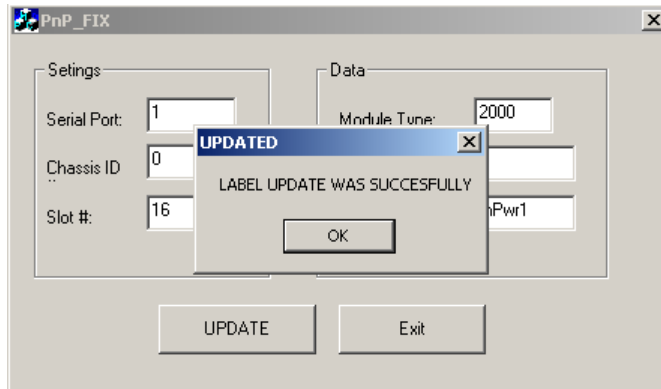 PnP_FIX
Setings
Serial Port:
1
Chassis ID
0
Slot #:
16
Data
Module Type:
2000
UPDATED
LABEL UPDATE WAS SUCCESFULLY
OK
UPDATE
Exit